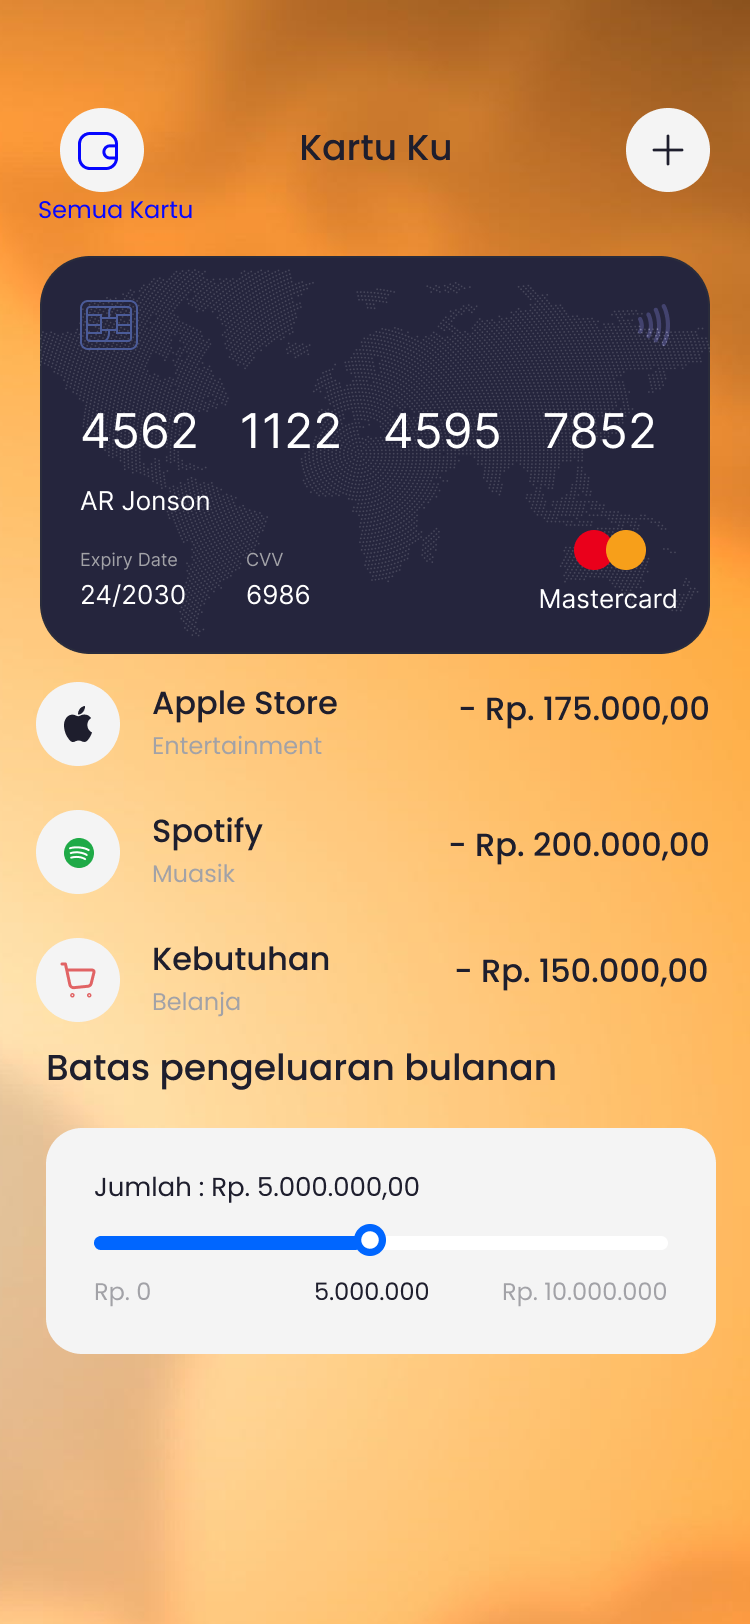 Kartu Ku
Semua Kartu
4562 1122 4595 7852
AR Jonson
Expiry Date CVV
24/2030 6986
Mastercard
Apple Store - Rp. 175.000,00
Entertainment
Spotify - Rp. 200.000,00
Muasik
Kebutuhan - Rp. 150.000,00
Belanja
Batas pengeluaran bulanan
Jumlah : Rp. 5.000.000,00
Rp. 0 5.000.000 Rp. 10.000.000